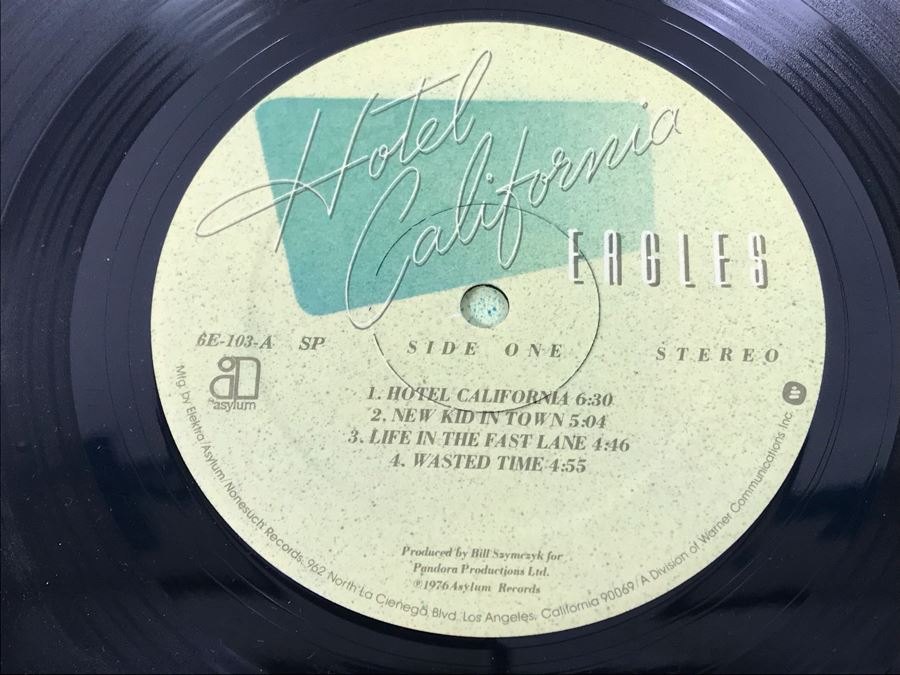 Hotel
California
EAGLES
6E-103-A SP
SIDE ONE
STEREO
asylum
1. HOTEL CALIFORNIA 6:30
2. NEW KID IN TOWN 5:04
3. LIFE IN THE FAST LANE 4:46
4. WASTED TIME 4:55
Produced by Bill Szymczyk for
Pandora Productions Ltd.
℗1976 Asylum Records
Mfg. by Elektra/Asylum/Nonesuch Records, 962 North La Cienega Blvd. Los Angeles, California 90069/A Division of Warner Communications Inc.